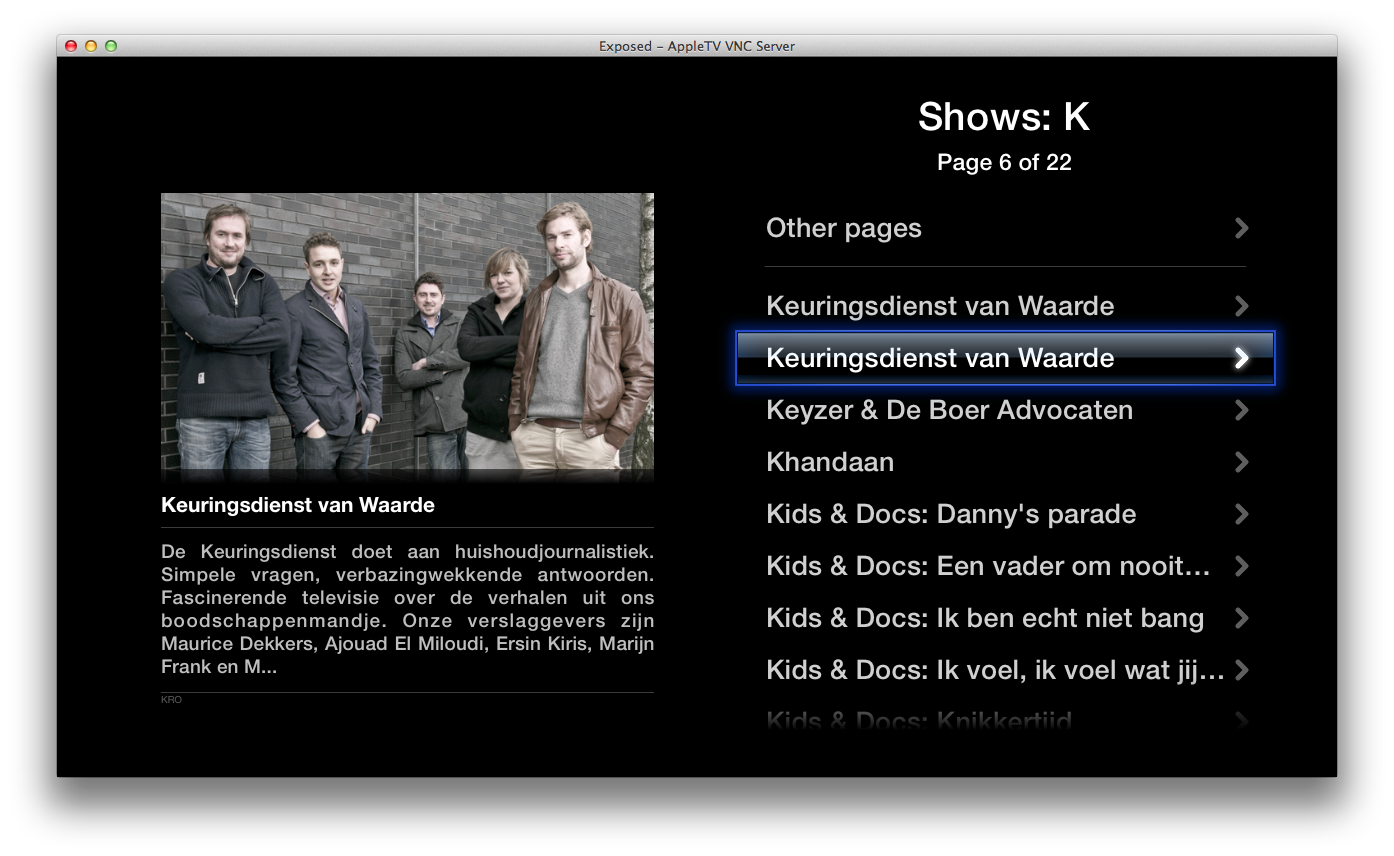 Exposed – AppleTV VNC Server
Shows: K
Page 6 of 22
Other pages
Keuringsdienst van Waarde
Keuringsdienst van Waarde
Keyzer & De Boer Advocaten
Khandaan
Kids & Docs: Danny's parade
Kids & Docs: Een vader om nooit…
Kids & Docs: Ik ben echt niet bang
Kids & Docs: Ik voel, ik voel wat jij…
Kids & Docs: Knikkertijd
Keuringsdienst van Waarde
De Keuringsdienst doet aan huishoudjournalistiek.
Simpele vragen, verbazingwekkende antwoorden.
Fascinerende televisie over de verhalen uit ons
boodschappenmandje. Onze verslaggevers zijn
Maurice Dekkers, Ajouad El Miloudi, Ersin Kiris, Marijn
Frank en M...
KRO